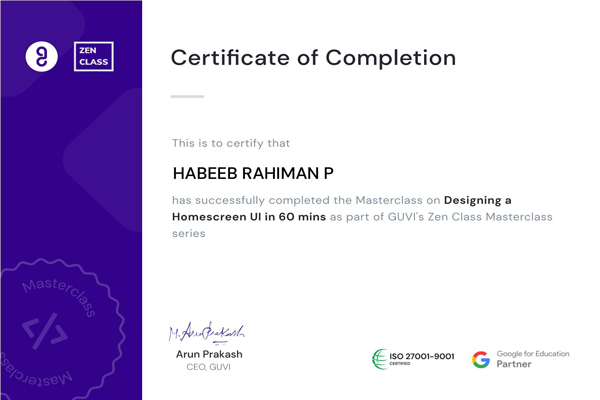 ZEN
CLASS
Certificate of Completion
This is to certify that
HABEEB RAHIMAN P
has successfully completed the Masterclass on Designing a
Homescreen UI in 60 mins as part of GUVI's Zen Class Masterclass
series
Masterclass
Masterclass
M. Arun Prakash
Arun Prakash
CEO, GUVI
ISO 27001-9001
CERTIFIED
Google for Education
Partner